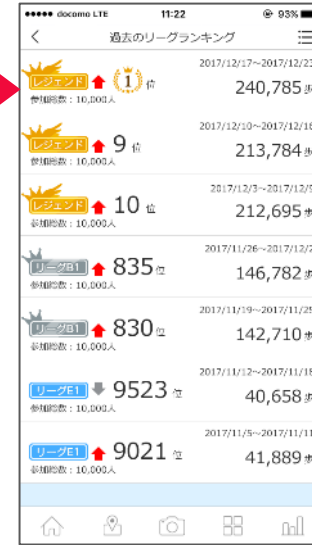 docomo LTE 11:22 93%
過去のリーグランキング
2017/12/17～2017/12/23
レジェンド 1 位 240,785 歩
参加総数：10,000人
2017/12/10～2017/12/16
レジェンド 9 位 213,784 歩
参加総数：10,000人
2017/12/3～2017/12/9
レジェンド 10 位 212,695 歩
参加総数：10,000人
2017/11/26～2017/12/2
リーグB1 835 位 146,782 歩
参加総数：10,000人
2017/11/19～2017/11/25
リーグB1 830 位 142,710 歩
参加総数：10,000人
2017/11/12～2017/11/18
リーグE1 9523 位 40,658 歩
参加総数：10,000人
2017/11/5～2017/11/11
リーグE1 9021 位 41,889 歩
参加総数：10,000人